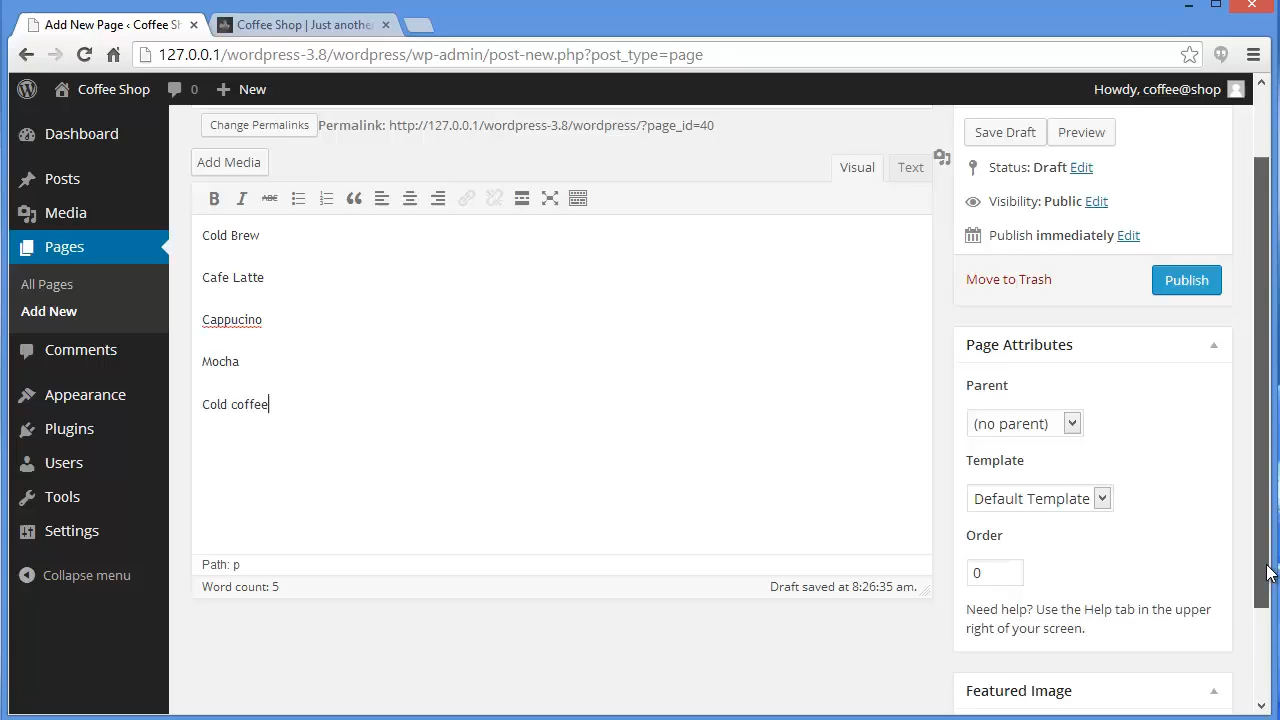 Add New Page ‹ Coffee Sh
Coffee Shop | Just anothe
127.0.0.1/wordpress-3.8/wordpress/wp-admin/post-new.php?post_type=page
Coffee Shop
0
New
Howdy, coffee@shop
Dashboard
Posts
Media
Pages
All Pages
Add New
Comments
Appearance
Plugins
Users
Tools
Settings
Collapse menu
Change Permalinks
Permalink: http://127.0.0.1/wordpress-3.8/wordpress/?page_id=40
Add Media
Visual
Text
B I ABC
Cold Brew
Cafe Latte
Cappucino
Mocha
Cold coffee
Path: p
Word count: 5
Draft saved at 8:26:35 am.
Save Draft
Preview
Status: Draft Edit
Visibility: Public Edit
Publish immediately Edit
Move to Trash
Publish
Page Attributes
Parent
(no parent)
Template
Default Template
Order
0
Need help? Use the Help tab in the upper
right of your screen.
Featured Image